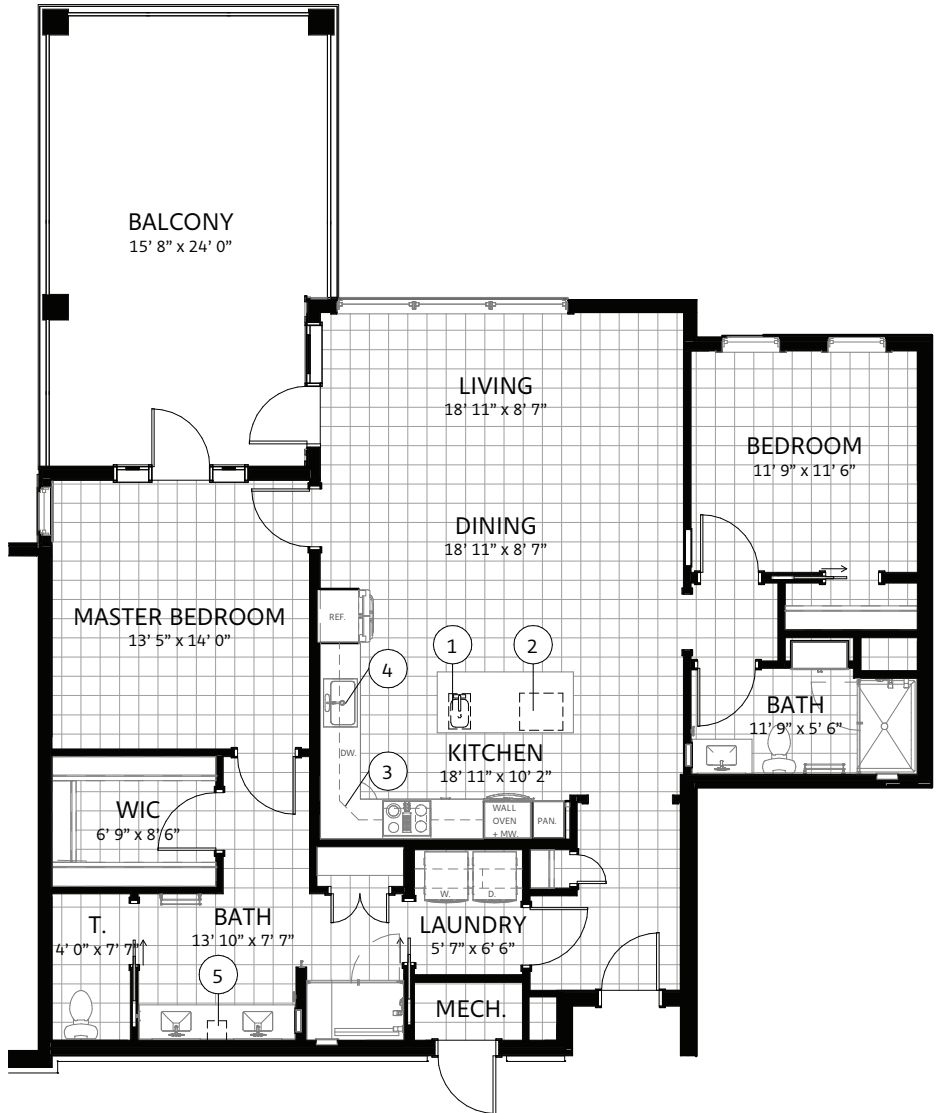 BALCONY
15’ 8” x 24’ 0”
LIVING
18’ 11” x 8’ 7”
BEDROOM
11’ 9” x 11’ 6”
DINING
18’ 11” x 8’ 7”
MASTER BEDROOM
13’ 5” x 14’ 0”
REF.
1
2
4
BATH
11’ 9” x 5’ 6”
DW.
KITCHEN
18’ 11” x 10’ 2”
3
WALL
OVEN
+ MW.
PAN.
WIC
6’ 9” x 8’ 6”
W.
D.
T.
4’ 0” x 7’ 7”
BATH
13’ 10” x 7’ 7”
LAUNDRY
5’ 7” x 6’ 6”
5
MECH.